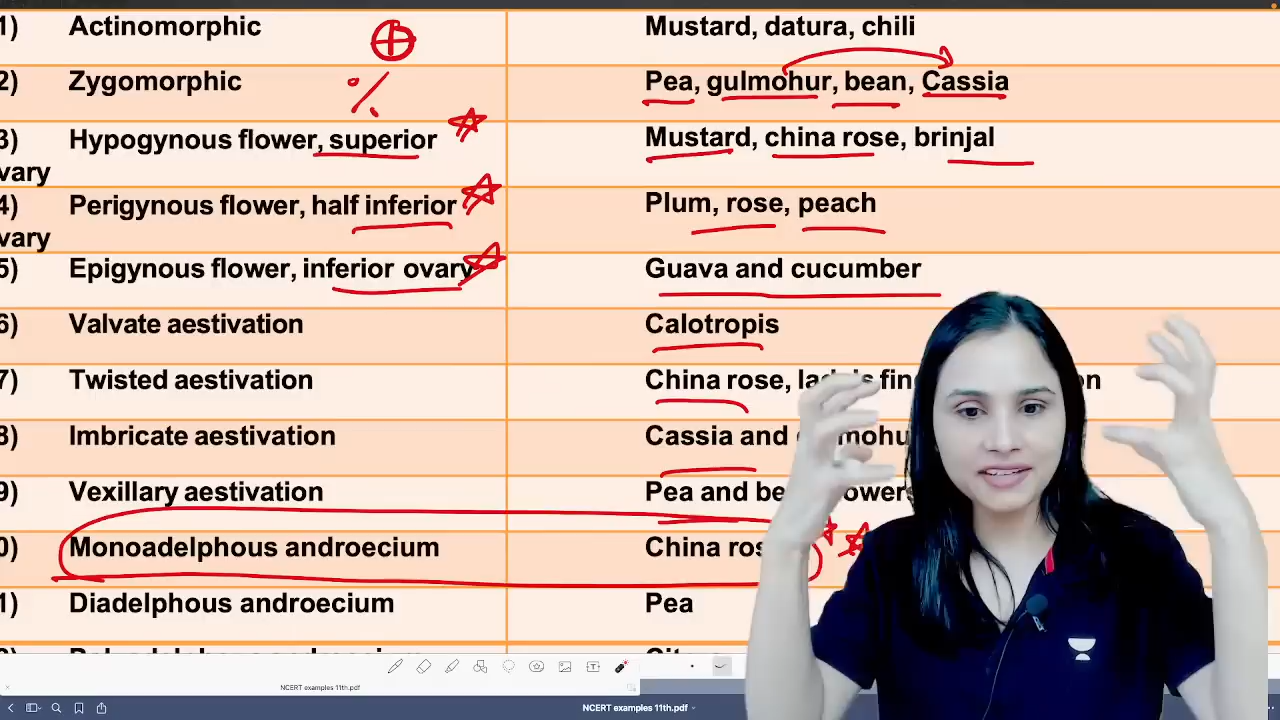 1) Actinomorphic Mustard, datura, chili
2) Zygomorphic Pea, gulmohur, bean, Cassia
3) Hypogynous flower, superior Mustard, china rose, brinjal
vary
4) Perigynous flower, half inferior Plum, rose, peach
vary
5) Epigynous flower, inferior ovary Guava and cucumber
6) Valvate aestivation Calotropis
7) Twisted aestivation China rose,
8) Imbricate aestivation Cassia and
9) Vexillary aestivation Pea and
0) Monoadelphous androecium China
1) Diadelphous androecium Pea
NCERT examples 11th.pdf
NCERT examples 11th.pdf